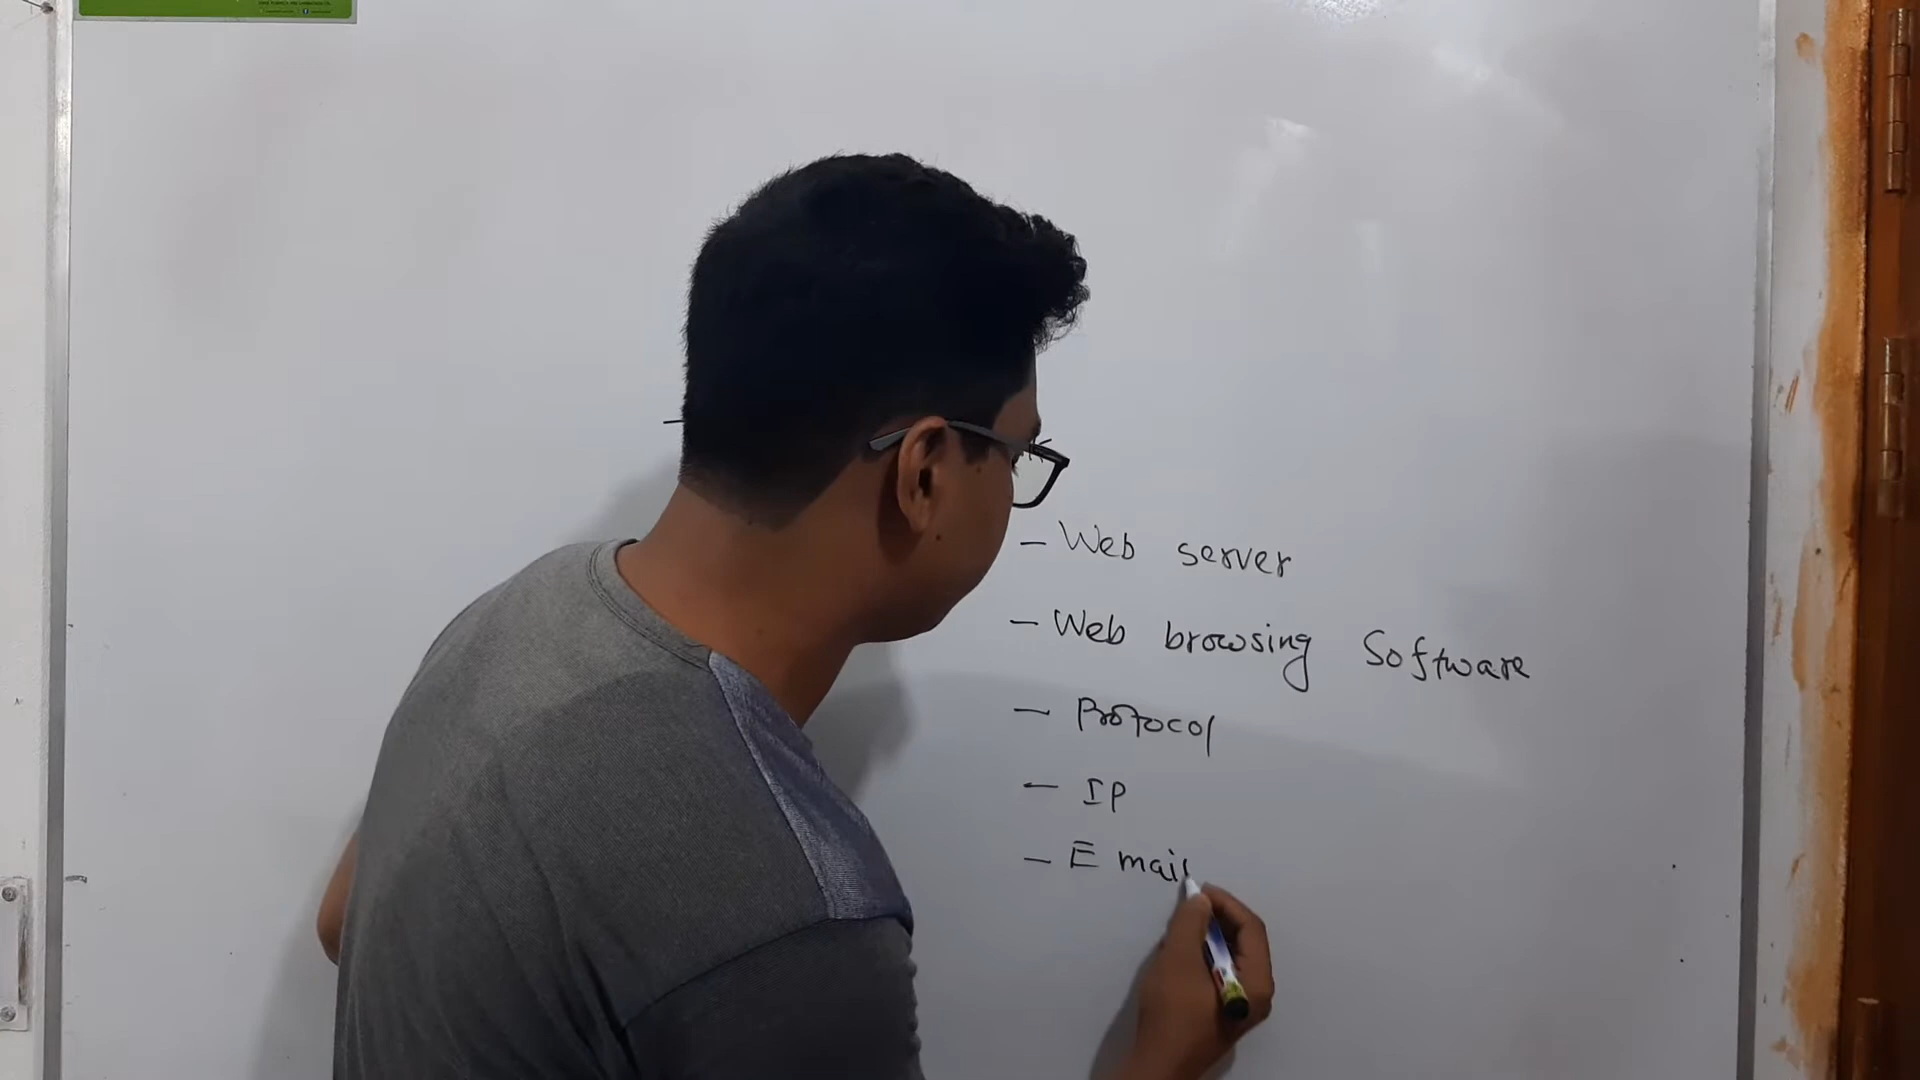 - Web server
- Web browsing Software
- Protocol
- IP
- E mail